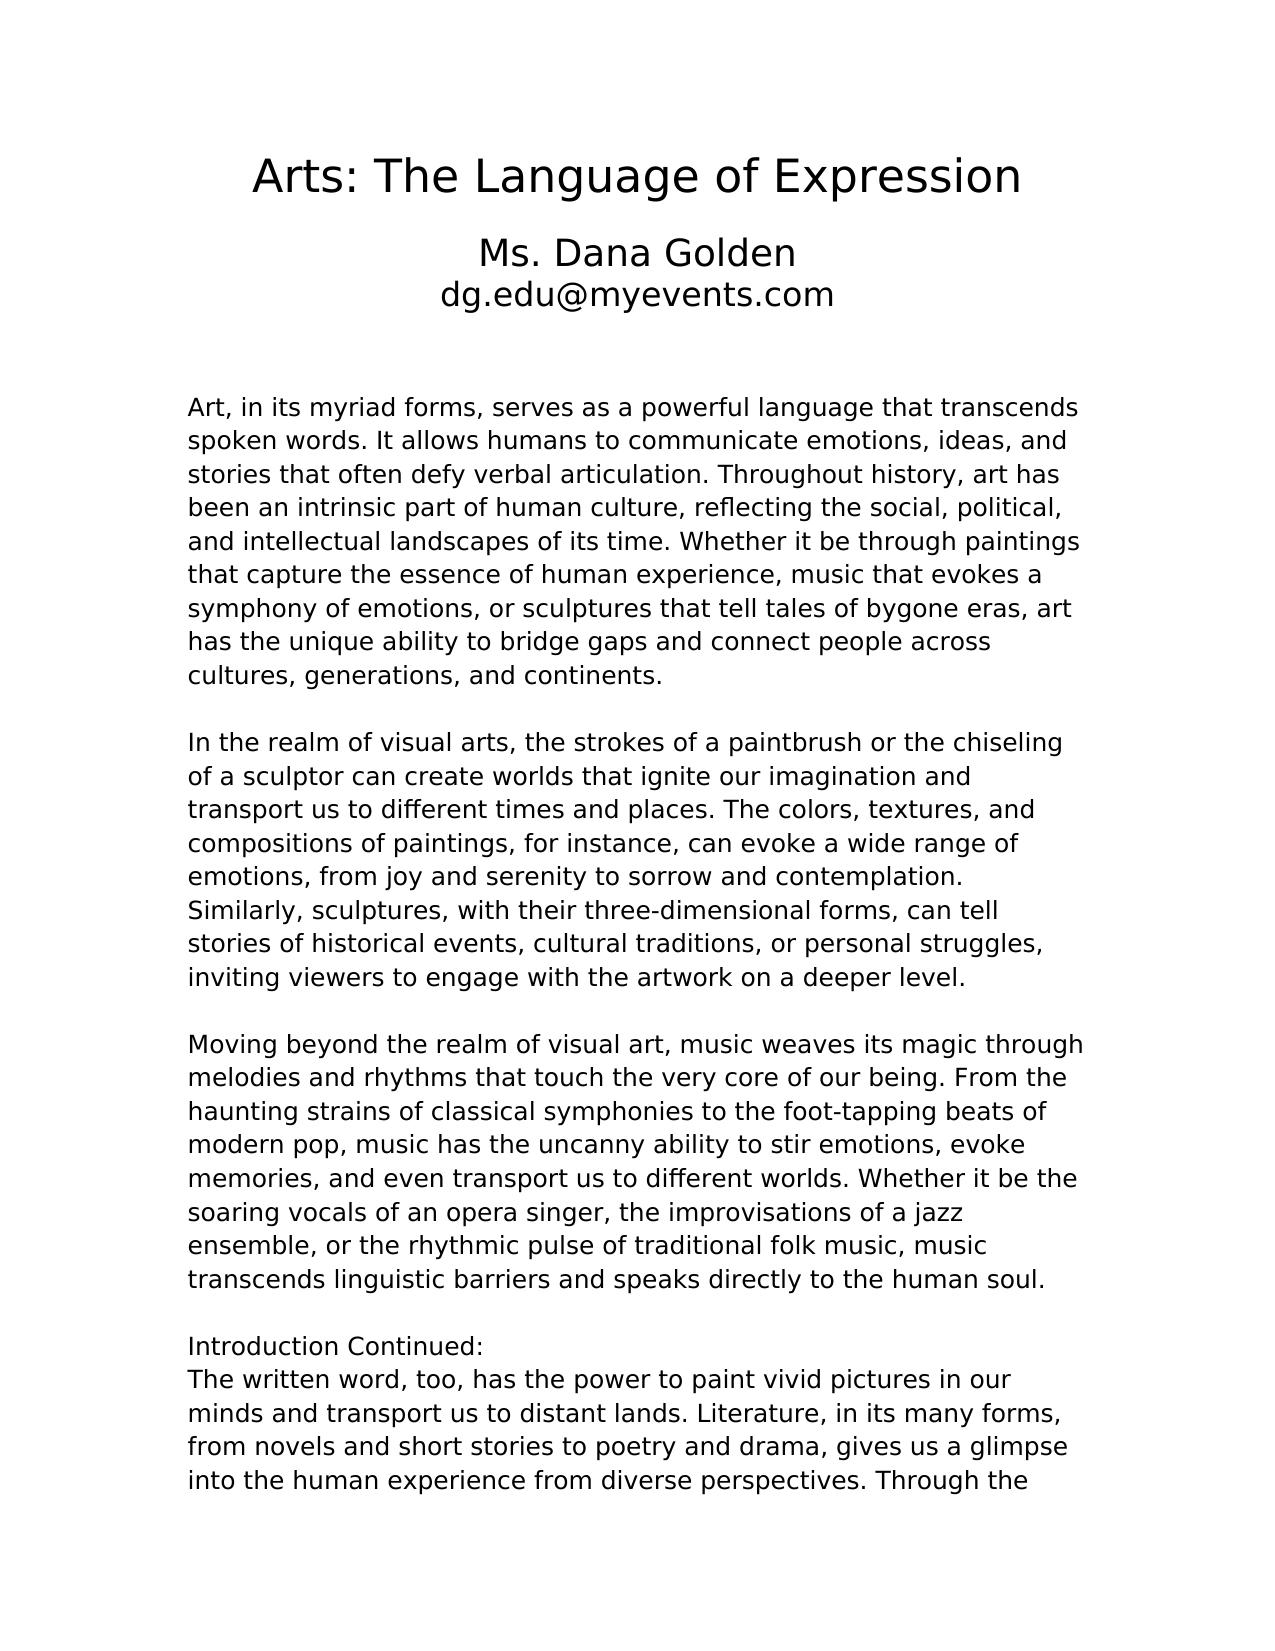 Arts: The Language of Expression
Ms. Dana Golden
dg.edu@myevents.com
Art, in its myriad forms, serves as a powerful language that transcends
spoken words. It allows humans to communicate emotions, ideas, and
stories that often defy verbal articulation. Throughout history, art has
been an intrinsic part of human culture, reflecting the social, political,
and intellectual landscapes of its time. Whether it be through paintings
that capture the essence of human experience, music that evokes a
symphony of emotions, or sculptures that tell tales of bygone eras, art
has the unique ability to bridge gaps and connect people across
cultures, generations, and continents.
In the realm of visual arts, the strokes of a paintbrush or the chiseling
of a sculptor can create worlds that ignite our imagination and
transport us to different times and places. The colors, textures, and
compositions of paintings, for instance, can evoke a wide range of
emotions, from joy and serenity to sorrow and contemplation.
Similarly, sculptures, with their three-dimensional forms, can tell
stories of historical events, cultural traditions, or personal struggles,
inviting viewers to engage with the artwork on a deeper level.
Moving beyond the realm of visual art, music weaves its magic through
melodies and rhythms that touch the very core of our being. From the
haunting strains of classical symphonies to the foot-tapping beats of
modern pop, music has the uncanny ability to stir emotions, evoke
memories, and even transport us to different worlds. Whether it be the
soaring vocals of an opera singer, the improvisations of a jazz
ensemble, or the rhythmic pulse of traditional folk music, music
transcends linguistic barriers and speaks directly to the human soul.
Introduction Continued:
The written word, too, has the power to paint vivid pictures in our
minds and transport us to distant lands. Literature, in its many forms,
from novels and short stories to poetry and drama, gives us a glimpse
into the human experience from diverse perspectives. Through the